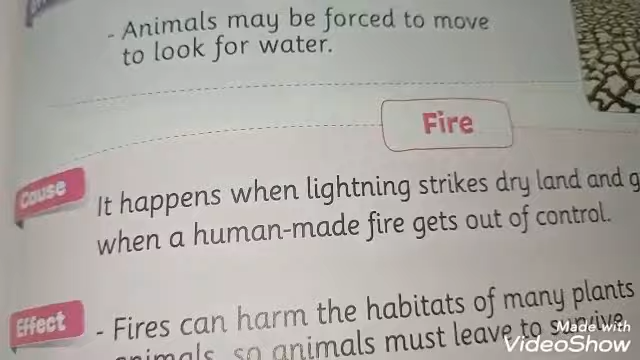 - Animals may be forced to move
to look for water.
Fire
Cause
It happens when lightning strikes dry land and
when a human-made fire gets out of control.
Effect
- Fires can harm the habitats of many plants
animals, so animals must leave to survive
Made with
VideoShow